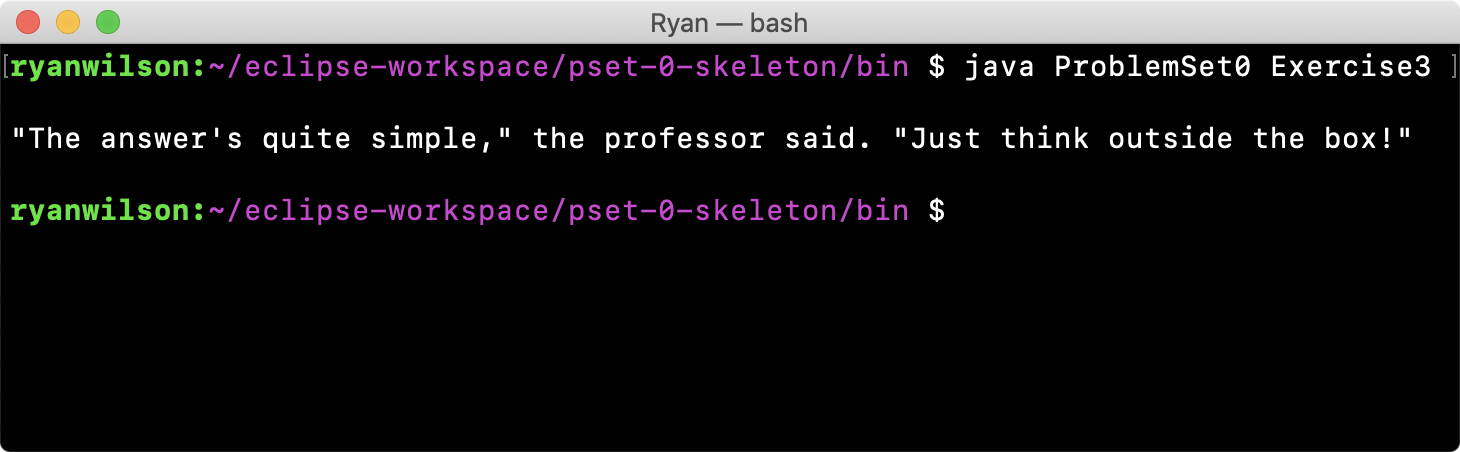 Ryan — bash
[ryanwilson:~/eclipse-workspace/pset-0-skeleton/bin $ java ProblemSet0 Exercise3 ]
"The answer's quite simple," the professor said. "Just think outside the box!"
ryanwilson:~/eclipse-workspace/pset-0-skeleton/bin $